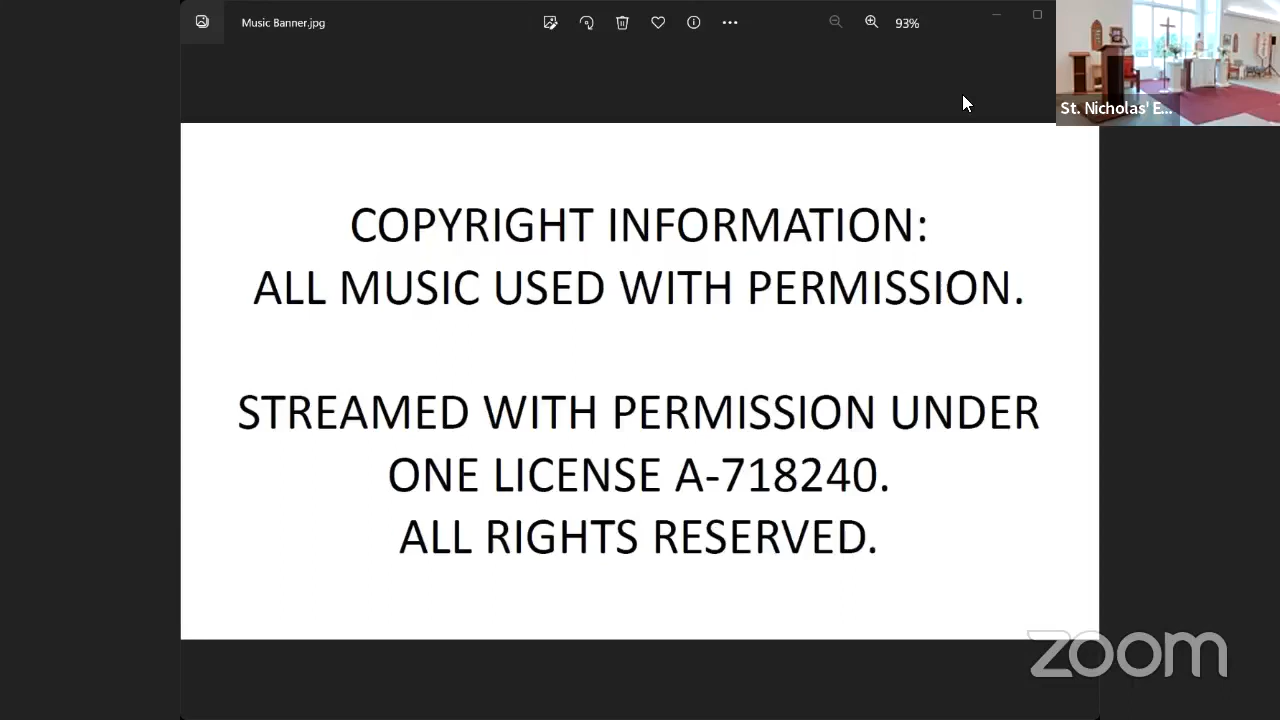 Music Banner.jpg
93%
St. Nicholas' E...
COPYRIGHT INFORMATION:
ALL MUSIC USED WITH PERMISSION.
STREAMED WITH PERMISSION UNDER
ONE LICENSE A-718240.
ALL RIGHTS RESERVED.
zoom